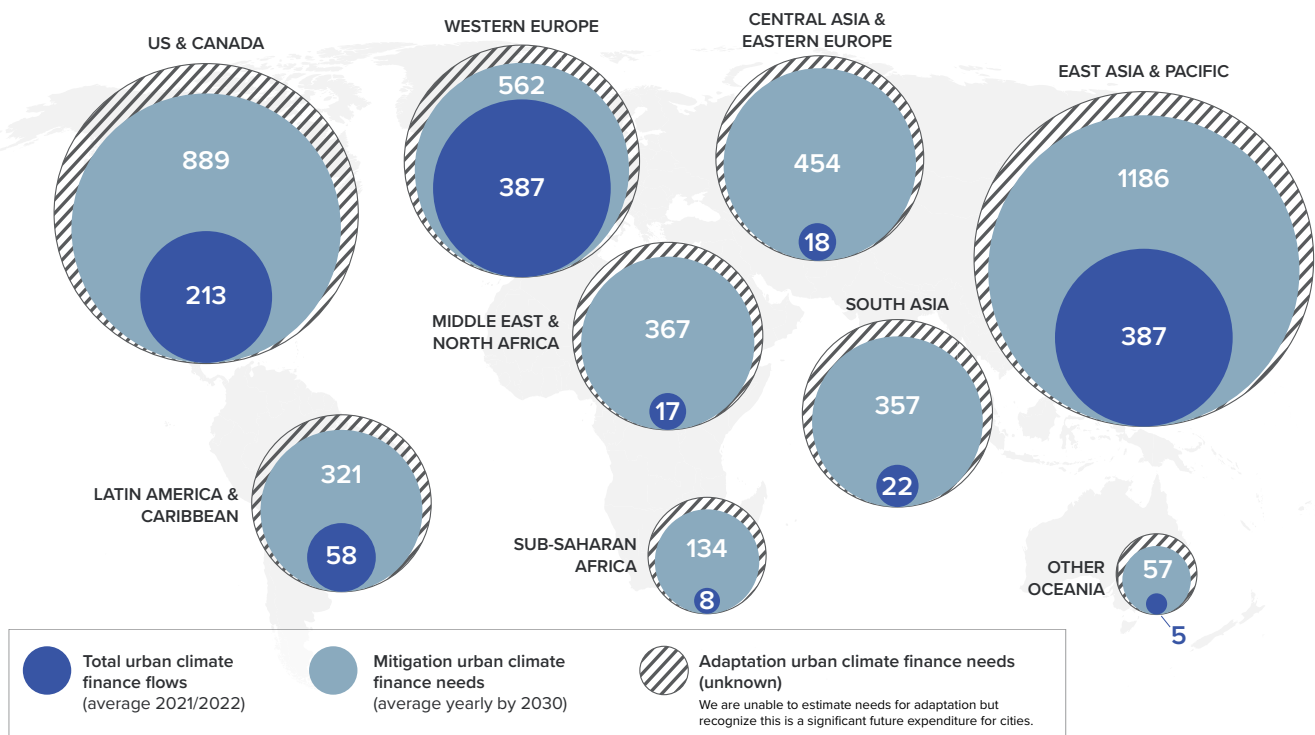 US & CANADA
889
213
WESTERN EUROPE
562
387
CENTRAL ASIA &
EASTERN EUROPE
454
18
EAST ASIA & PACIFIC
1186
387
MIDDLE EAST &
NORTH AFRICA
367
17
SOUTH ASIA
357
22
LATIN AMERICA &
CARIBBEAN
321
58
SUB-SAHARAN
AFRICA
134
8
OTHER
OCEANIA
57
5
Total urban climate
finance flows
(average 2021/2022)
Mitigation urban climate
finance needs
(average yearly by 2030)
Adaptation urban climate finance needs
(unknown)
We are unable to estimate needs for adaptation but
recognize this is a significant future expenditure for cities.